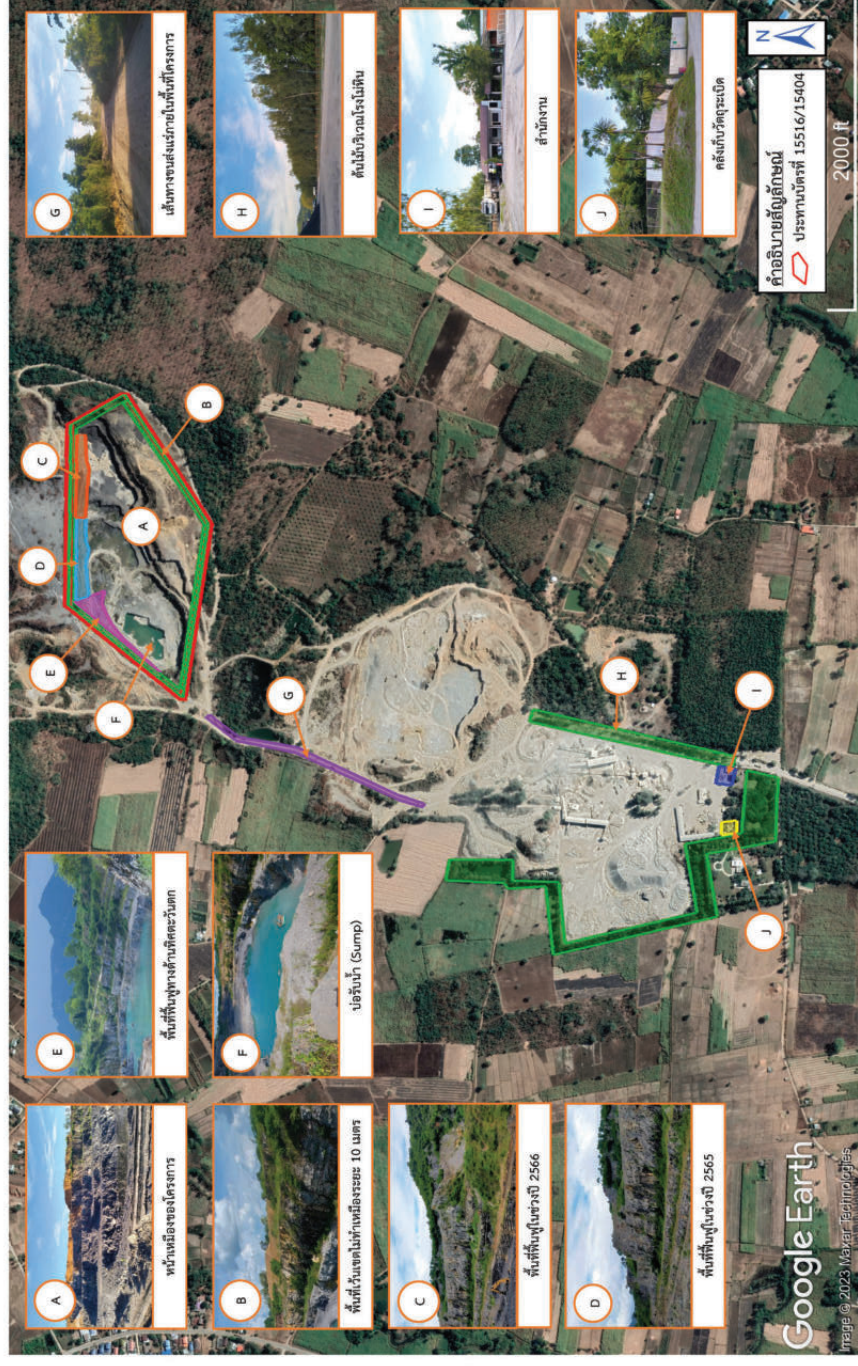 A
หน้าเหมืองของโครงการ
B
พื้นที่เว้นเขตไม่ทำเหมืองระยะ 10 เมตร
C
พื้นที่ฟื้นฟูในช่วงปี 2566
D
พื้นที่ฟื้นฟูในช่วงปี 2565
E
พื้นที่ฟื้นฟูทางด้านทิศตะวันตก
F
บ่อรับน้ำ (Sump)
G
เส้นทางขนส่งแร่ภายในพื้นที่โครงการ
H
ต้นไม้บริเวณโรงโม่หิน
I
สำนักงาน
J
คลังเก็บวัตถุระเบิด
F
E
D
C
A
B
G
H
I
J
N
คำอธิบายสัญลักษณ์
ประทานบัตรที่ 15516/15404
2000 ft
Google Earth
Image © 2023 Maxar Technologies